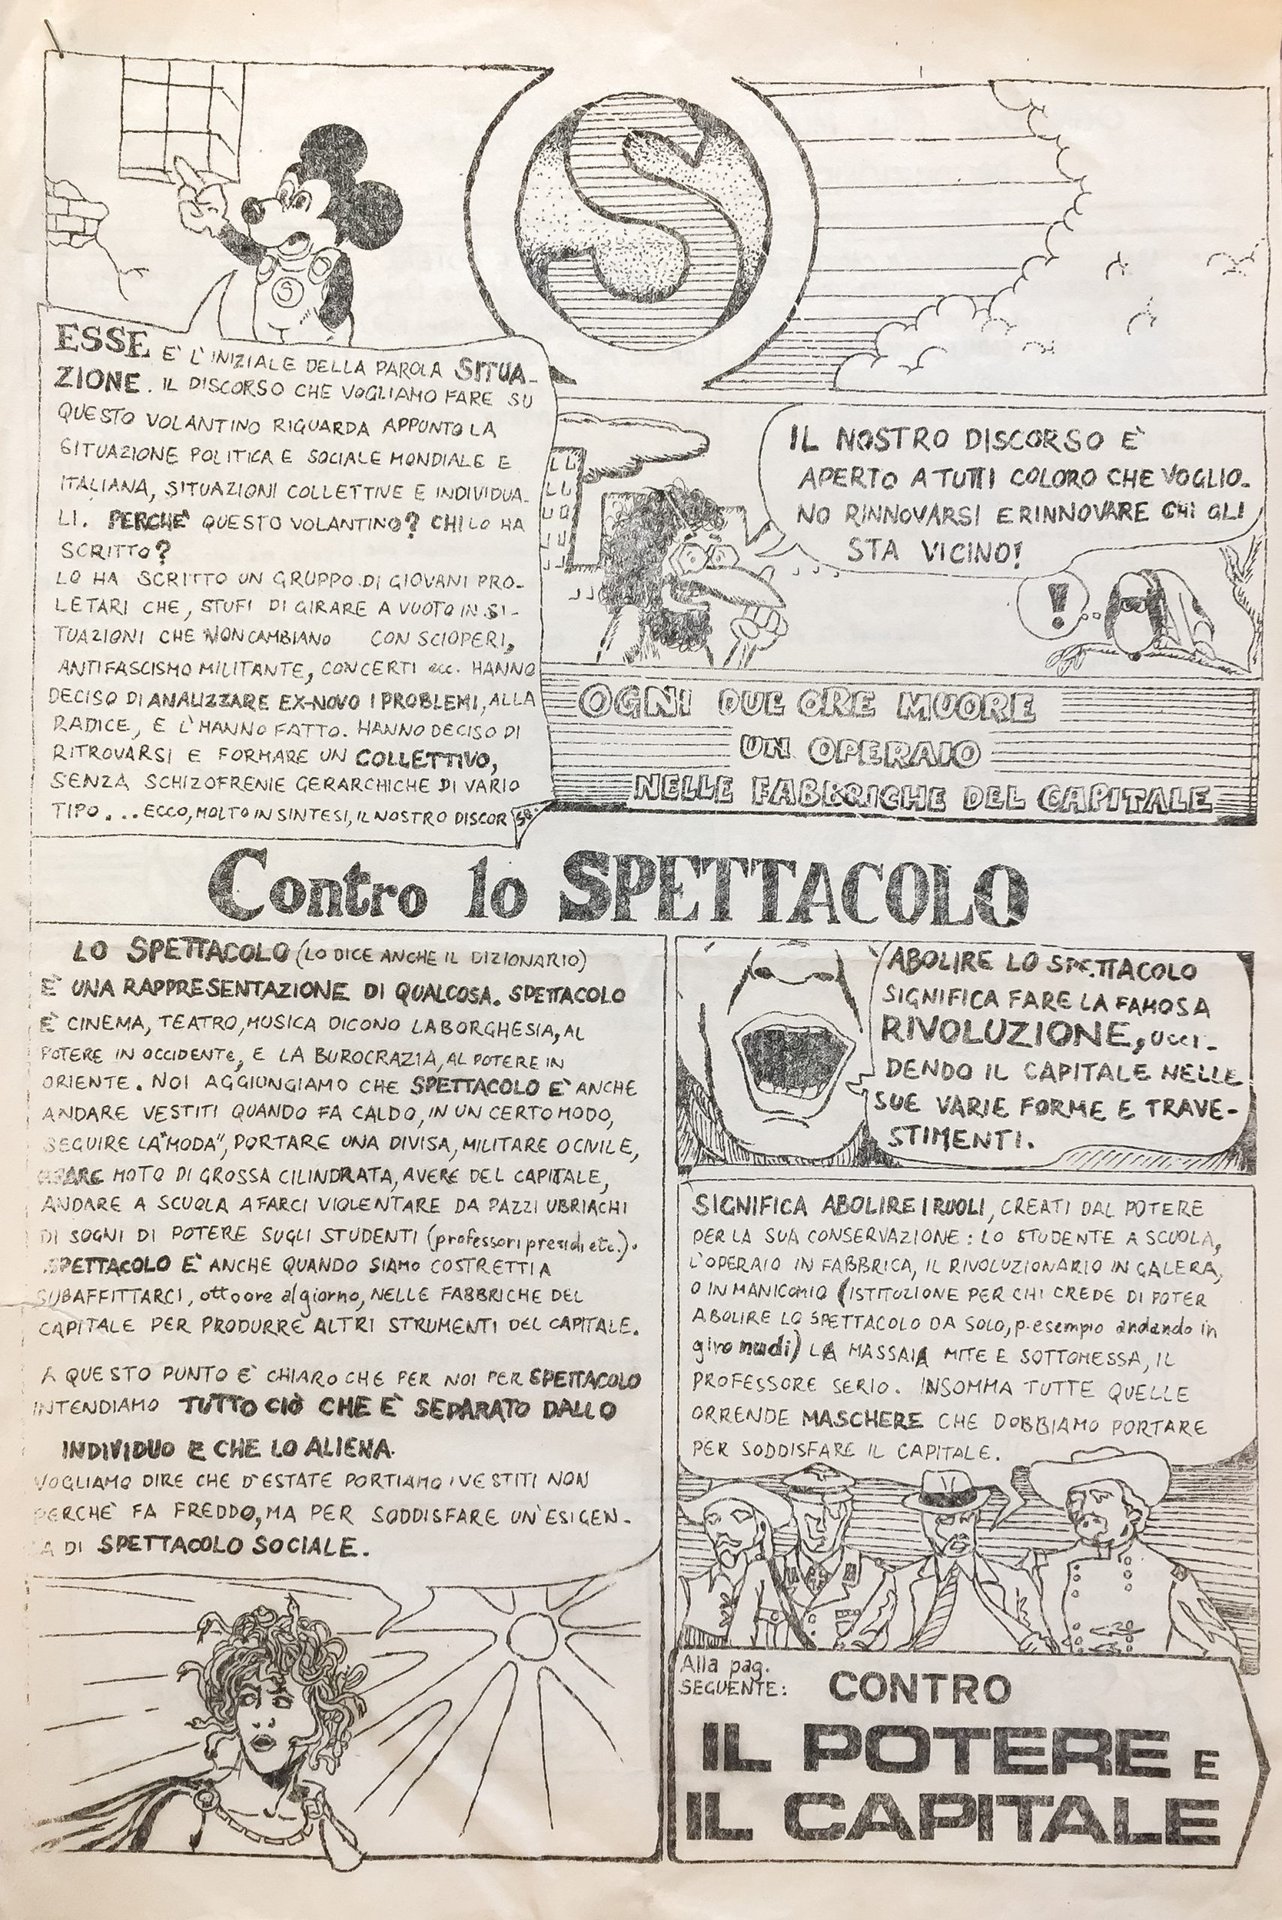 S
S
ESSE E' L'INIZIALE DELLA PAROLA SITUA-
ZIONE. IL DISCORSO CHE VOGLIAMO FARE SU
QUESTO VOLANTINO RIGUARDA APPUNTO LA
SITUAZIONE POLITICA E SOCIALE MONDIALE E
ITALIANA, SITUAZIONI COLLETTIVE E INDIVIDUA-
LI. PERCHE' QUESTO VOLANTINO? CHI LO HA
SCRITTO?
LO HA SCRITTO UN GRUPPO DI GIOVANI PRO-
LETARI CHE, STUFI DI GIRARE A VUOTO IN SI-
TUAZIONI CHE NON CAMBIANO CON SCIOPERI,
ANTIFASCISMO MILITANTE, CONCERTI ecc. HANNO
DECISO DI ANALIZZARE EX-NOVO I PROBLEMI, ALLA
RADICE, E L'HANNO FATTO. HANNO DECISO DI
RITROVARSI E FORMARE UN COLLETTIVO,
SENZA SCHIZOFRENIE GERARCHICHE DI VARIO
TIPO... ECCO, MOLTO IN SINTESI, IL NOSTRO DISCOR
IL NOSTRO DISCORSO È
APERTO A TUTTI COLORO CHE VOGLIO-
NO RINNOVARSI E RINNOVARE CHI GLI
STA VICINO!
!
OGNI DUE ORE MUORE
UN OPERAIO
NELLE FABBRICHE DEL CAPITALE
Contro lo SPETTACOLO
LO SPETTACOLO (LO DICE ANCHE IL DIZIONARIO)
E' UNA RAPPRESENTAZIONE DI QUALCOSA. SPETTACOLO
E' CINEMA, TEATRO, MUSICA DICONO LA BORGHESIA, AL
POTERE IN OCCIDENTE, E LA BUROCRAZIA, AL POTERE IN
ORIENTE. NOI AGGIUNGIAMO CHE SPETTACOLO E' ANCHE
ANDARE VESTITI QUANDO FA CALDO, IN UN CERTO MODO,
SEGUIRE LA "MODA", PORTARE UNA DIVISA, MILITARE O CIVILE,
MOTO DI GROSSA CILINDRATA, AVERE DEL CAPITALE,
ANDARE A SCUOLA A FARCI VIOLENTARE DA PAZZI UBRIACHI
DI SOGNI DI POTERE SUGLI STUDENTI (professori presidi etc.).
SPETTACOLO E' ANCHE QUANDO SIAMO COSTRETTI A
SUBAFFITTARCI, otto ore al giorno, NELLE FABBRICHE DEL
CAPITALE PER PRODURRE ALTRI STRUMENTI DEL CAPITALE.
A QUESTO PUNTO E' CHIARO CHE PER NOI PER SPETTACOLO
INTENDIAMO TUTTO CIÒ CHE E' SEPARATO DALLO
INDIVIDUO E CHE LO ALIENA.
VOGLIAMO DIRE CHE D'ESTATE PORTIAMO I VESTITI NON
PERCHE' FA FREDDO, MA PER SODDISFARE UN'ESIGEN-
ZA DI SPETTACOLO SOCIALE.
ABOLIRE LO SPETTACOLO
SIGNIFICA FARE LA FAMOSA
RIVOLUZIONE, UCCI-
DENDO IL CAPITALE NELLE
SUE VARIE FORME E TRAVE-
STIMENTI.
SIGNIFICA ABOLIRE I RUOLI, CREATI DAL POTERE
PER LA SUA CONSERVAZIONE: LO STUDENTE A SCUOLA,
L'OPERAIO IN FABBRICA, IL RIVOLUZIONARIO IN GALERA,
O IN MANICOMIO (ISTITUZIONE PER CHI CREDE DI POTER
ABOLIRE LO SPETTACOLO DA SOLO, p. esempio andando in
giro nudi) LA MASSAIA MITE E SOTTOMESSA, IL
PROFESSORE SERIO. INSOMMA TUTTE QUELLE
ORRENDE MASCHERE CHE DOBBIAMO PORTARE
PER SODDISFARE IL CAPITALE.
Alla pag.
SEGUENTE: CONTRO
IL POTERE E
IL CAPITALE